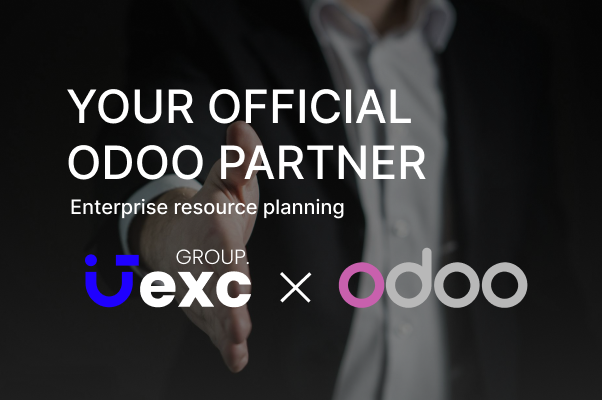 YOUR OFFICIAL
ODOO PARTNER
Enterprise resource planning
GROUP.
exc × odoo